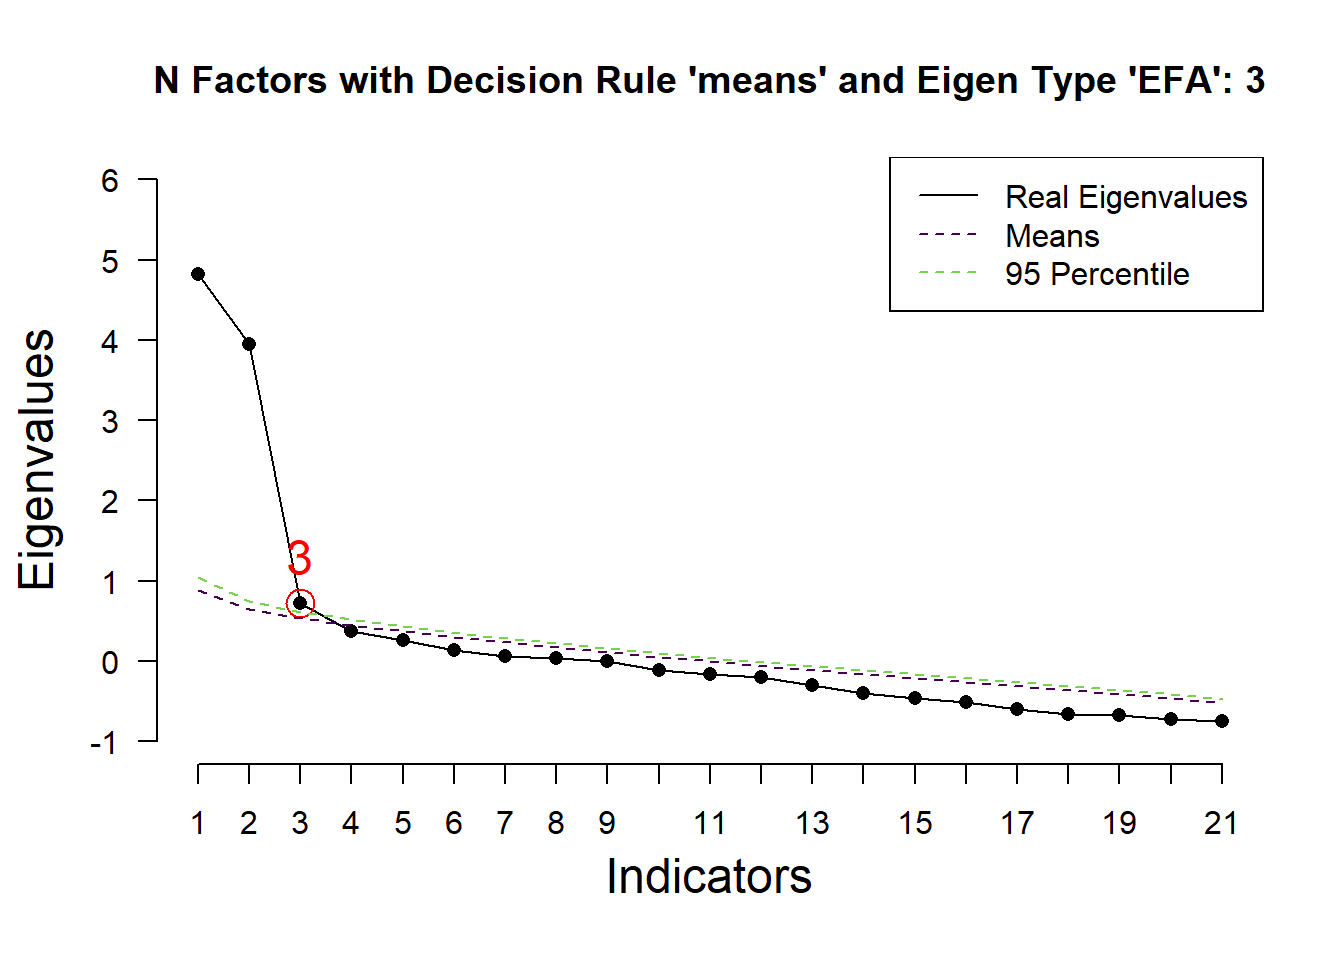 N Factors with Decision Rule 'means' and Eigen Type 'EFA': 3
Real Eigenvalues
Means
95 Percentile
6
5
4
3
2
1
0
-1
Eigenvalues
3
1 2 3 4 5 6 7 8 9 11 13 15 17 19 21
Indicators